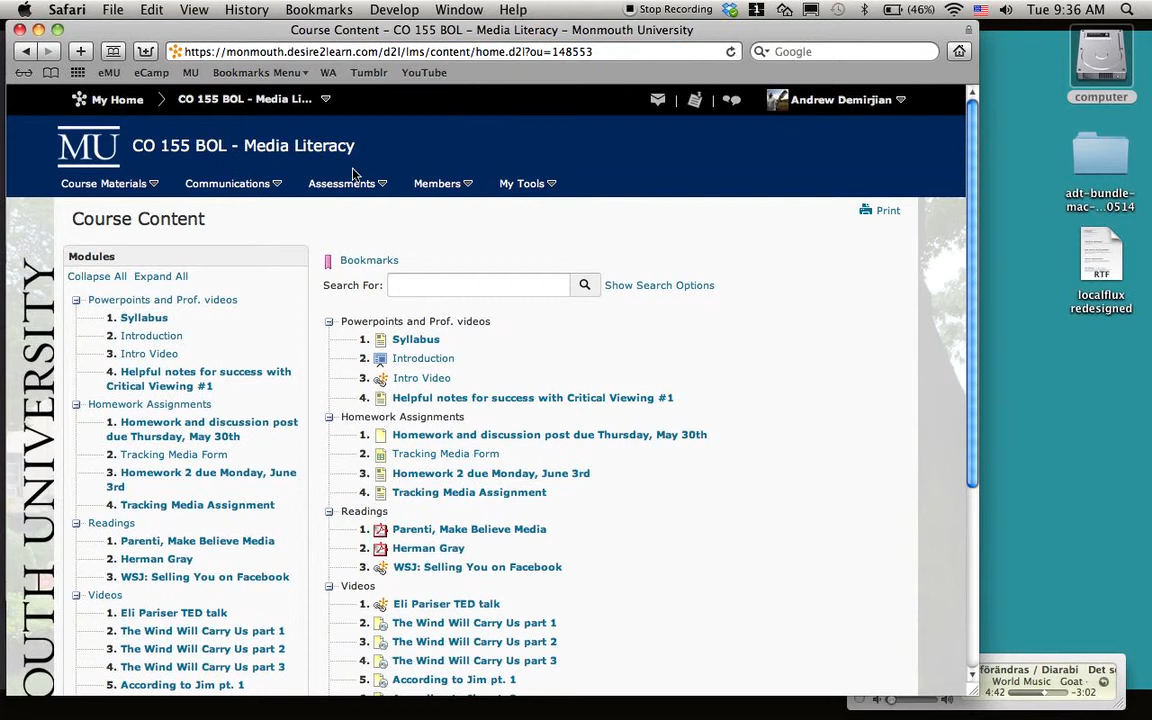 Safari File Edit View History Bookmarks Develop Window Help Stop Recording 1 (46%) Tue 9:36 AM
Course Content - CO 155 BOL - Media Literacy - Monmouth University
https://monmouth.desire2learn.com/d2l/lms/content/home.d2l?ou=148553
Google
eMU eCamp MU Bookmarks Menu WA Tumblr YouTube
My Home CO 155 BOL - Media Li... Andrew Demirjian
MU CO 155 BOL - Media Literacy
Course Materials Communications Assessments Members My Tools
Course Content
Print
Modules
Collapse All Expand All
Powerpoints and Prof. videos
1. Syllabus
2. Introduction
3. Intro Video
4. Helpful notes for success with
Critical Viewing #1
Homework Assignments
1. Homework and discussion post
due Thursday, May 30th
2. Tracking Media Form
3. Homework 2 due Monday, June
3rd
4. Tracking Media Assignment
Readings
1. Parenti, Make Believe Media
2. Herman Gray
3. WSJ: Selling You on Facebook
Videos
1. Eli Pariser TED talk
2. The Wind Will Carry Us part 1
3. The Wind Will Carry Us part 2
4. The Wind Will Carry Us part 3
5. According to Jim pt. 1
Bookmarks
Search For:
Show Search Options
Powerpoints and Prof. videos
1. Syllabus
2. Introduction
3. Intro Video
4. Helpful notes for success with Critical Viewing #1
Homework Assignments
1. Homework and discussion post due Thursday, May 30th
2. Tracking Media Form
3. Homework 2 due Monday, June 3rd
4. Tracking Media Assignment
Readings
1. Parenti, Make Believe Media
2. Herman Gray
3. WSJ: Selling You on Facebook
Videos
1. Eli Pariser TED talk
2. The Wind Will Carry Us part 1
3. The Wind Will Carry Us part 2
4. The Wind Will Carry Us part 3
5. According to Jim pt. 1
OUTH UNIVERSITY
computer
adt-bundle-
mac-...0514
RTF
localflux
redesigned
förändras / Diarabi Det s
World Music Goat
4:42 -3:02